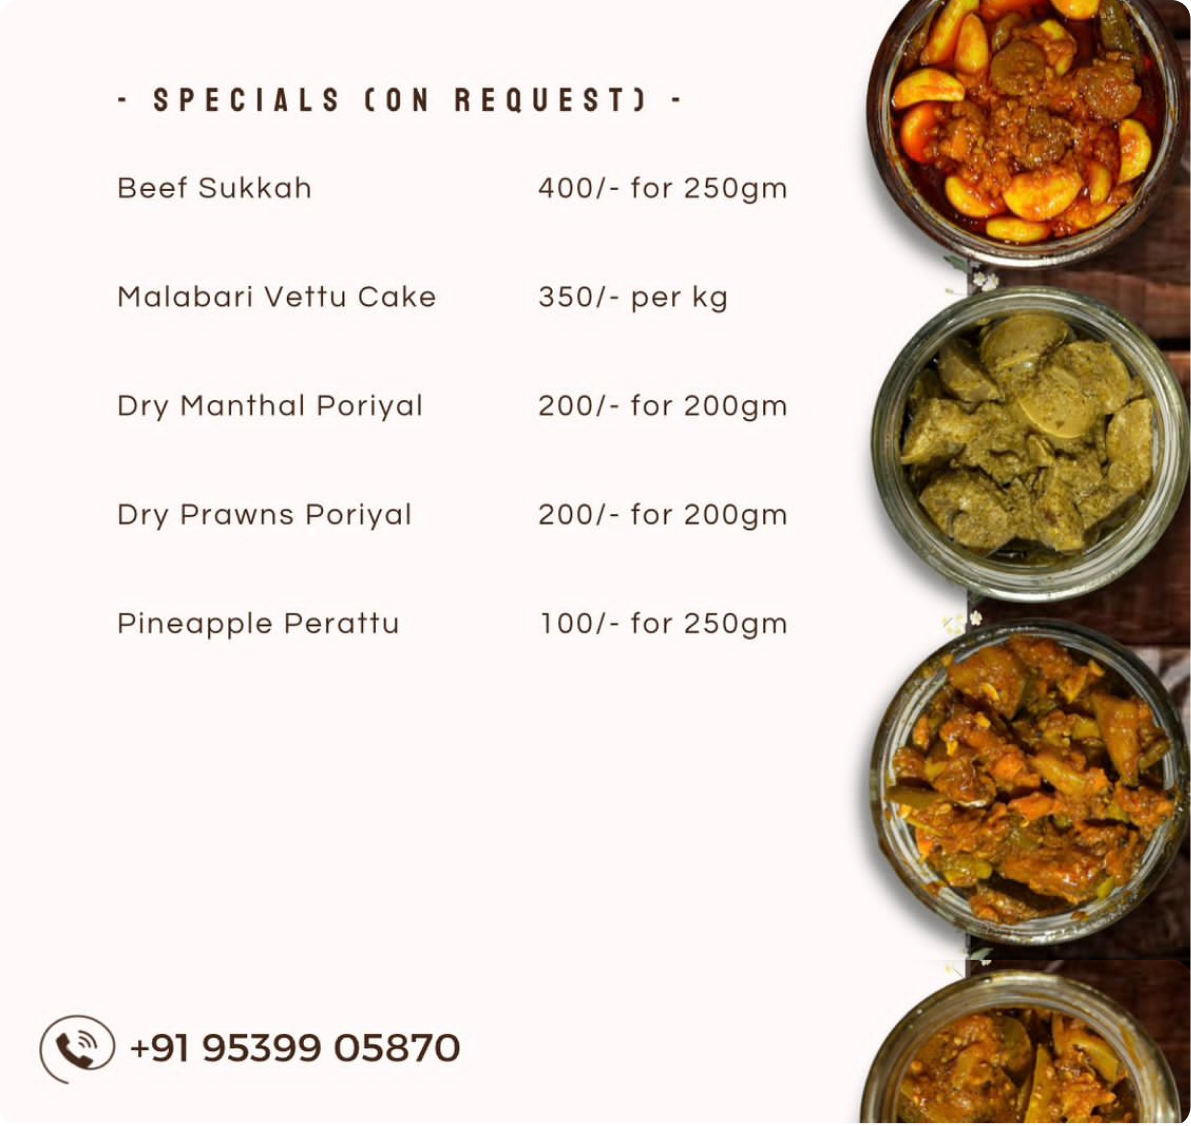 - SPECIALS (ON REQUEST) -
Beef Sukkah 400/- for 250gm
Malabari Vettu Cake 350/- per kg
Dry Manthal Poriyal 200/- for 200gm
Dry Prawns Poriyal 200/- for 200gm
Pineapple Perattu 100/- for 250gm
+91 95399 05870